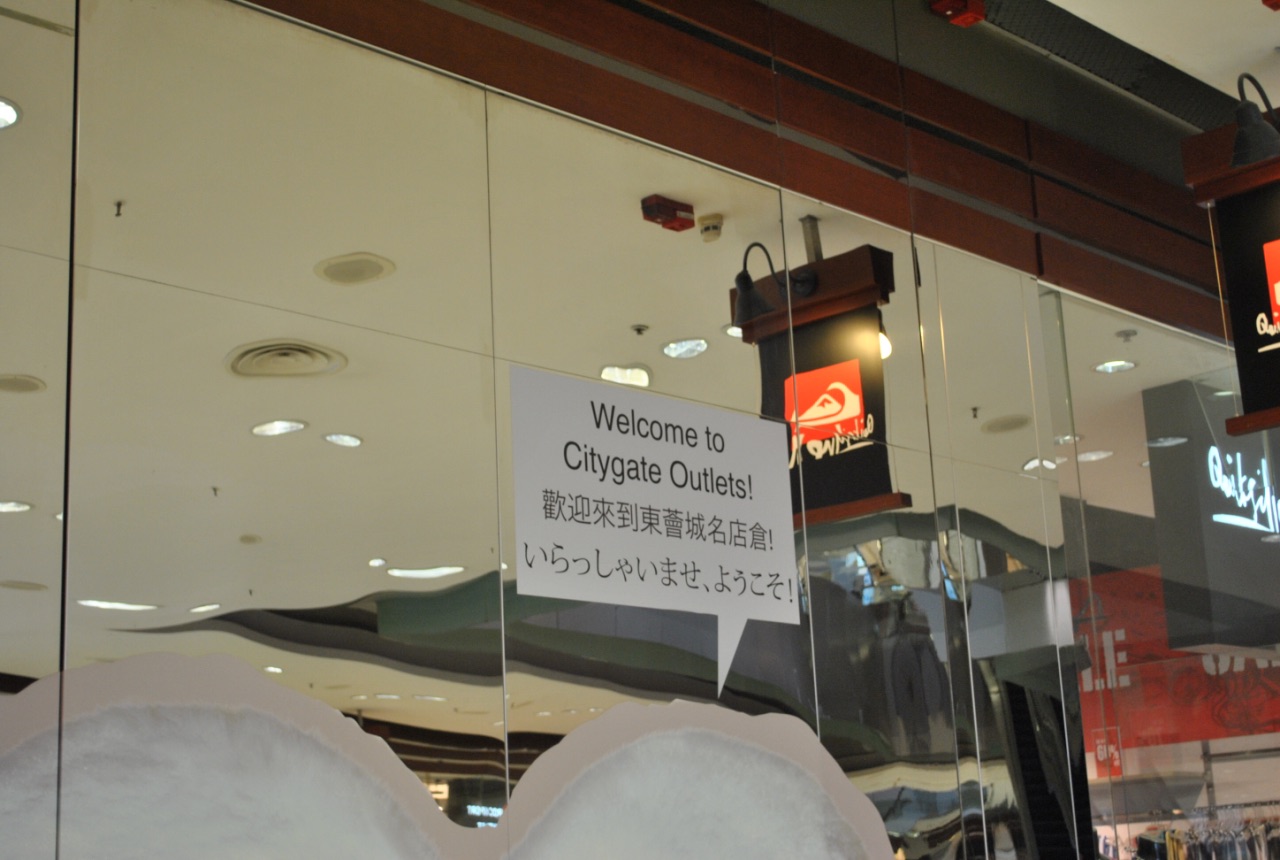 Welcome to
Citygate Outlets!
歡迎來到東薈城名店倉!
いらっしゃいませ、ようこそ!
Quiksilv